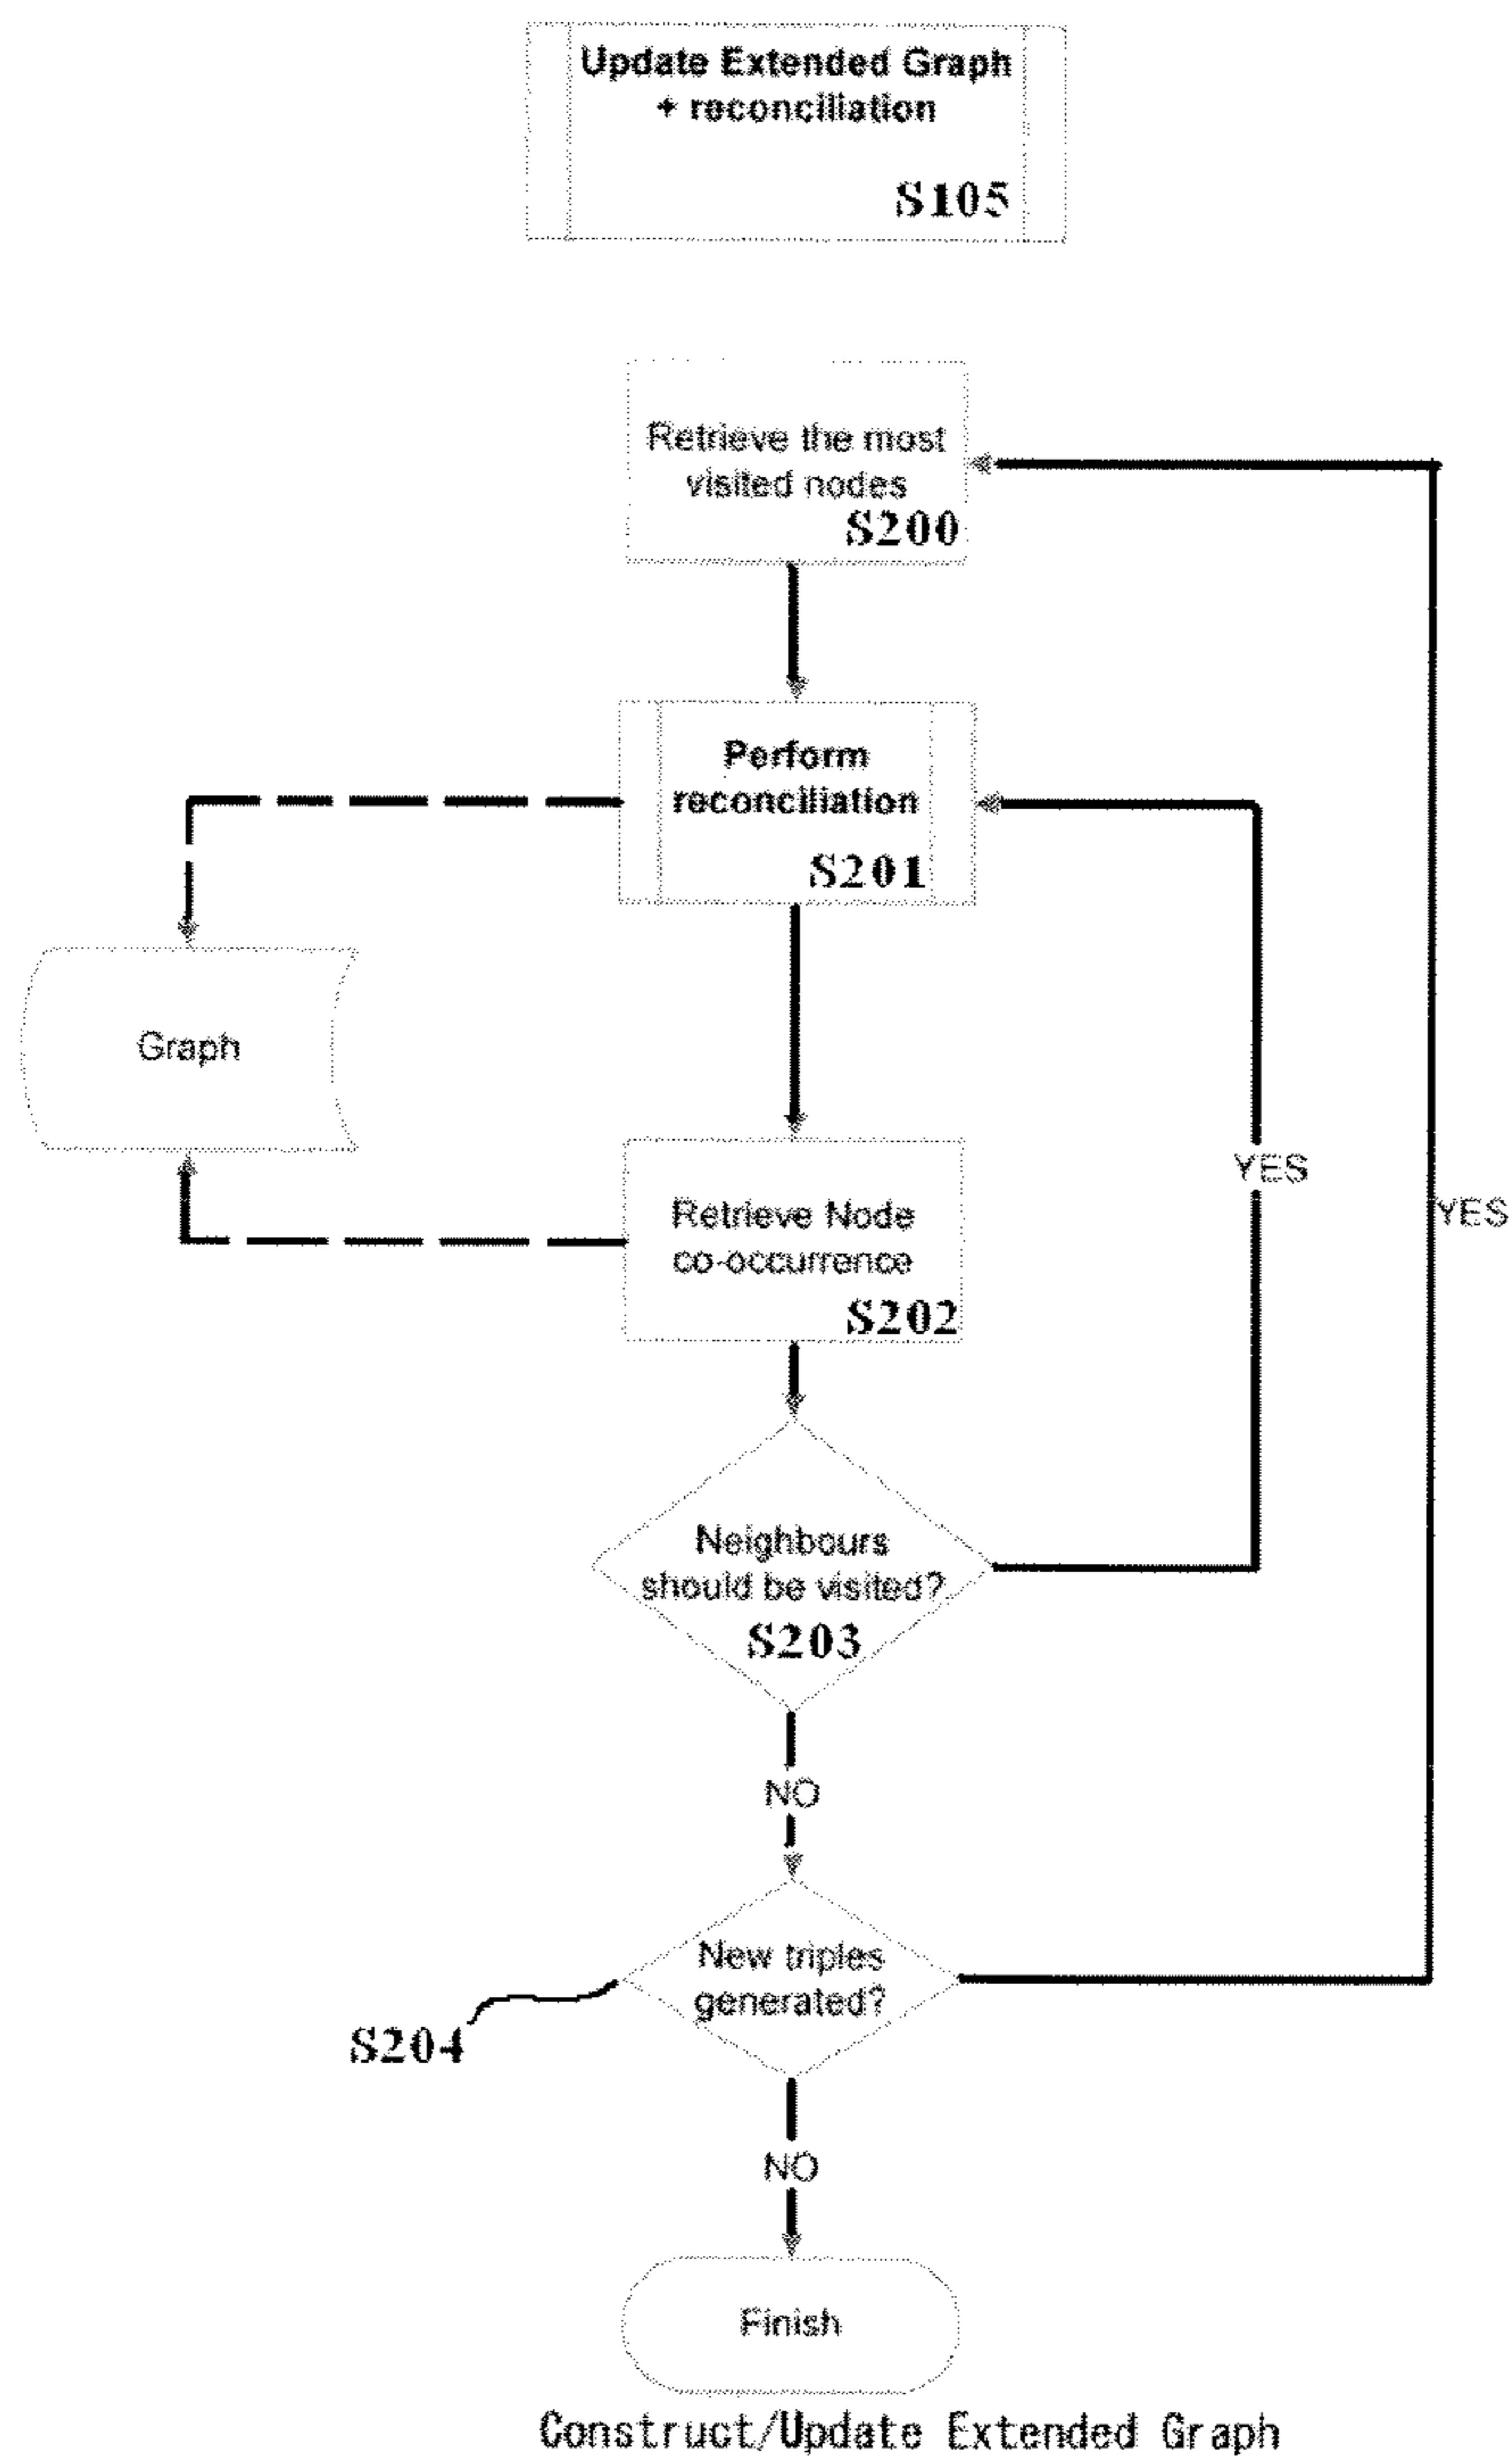 Update Extended Graph
+ reconciliation
S105
Retrieve the most
visited nodes
S200
Perform
reconciliation
S201
Graph
Retrieve Node
co-occurrence
S202
YES
YES
Neighbours
should be visited?
S203
NO
New triples
generated?
S204
NO
Finish
Construct/Update Extended Graph